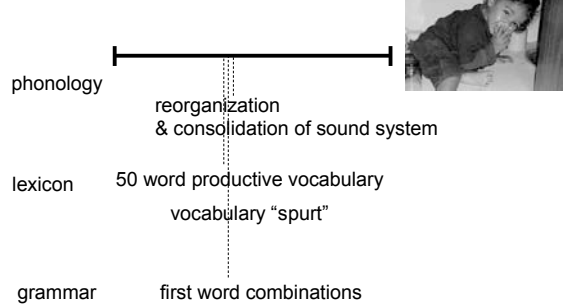 phonology
reorganization
& consolidation of sound system
lexicon
50 word productive vocabulary
vocabulary “spurt”
grammar
first word combinations